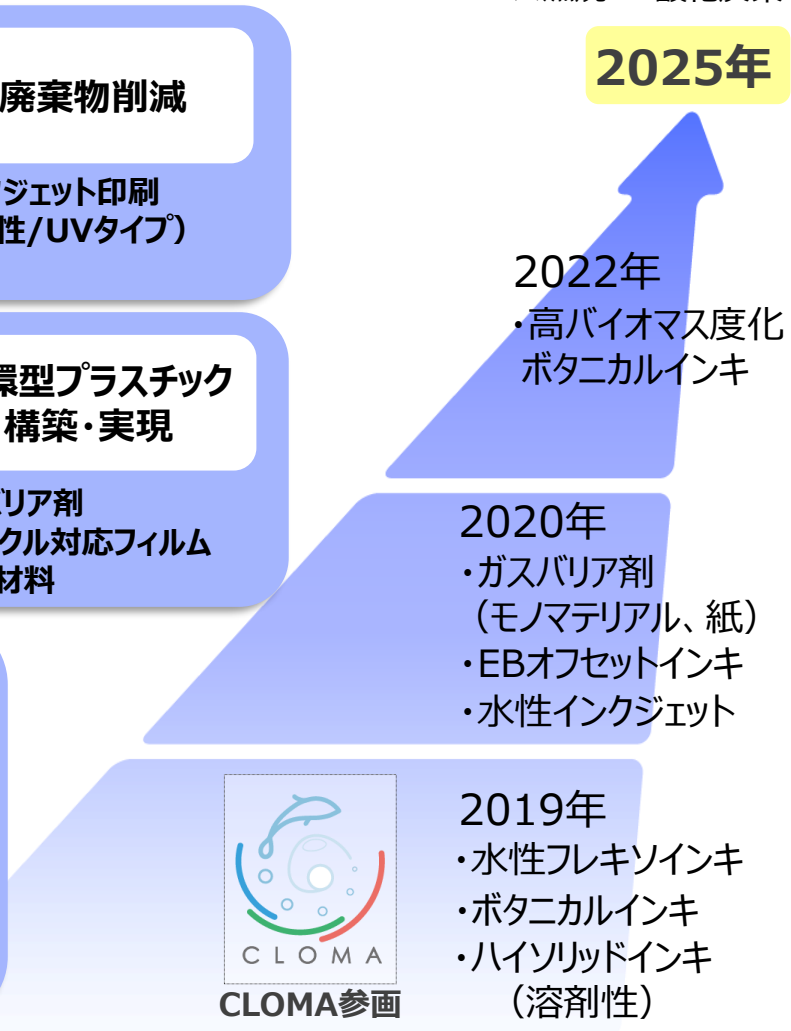 2025年
廃棄物削減
ジェット印刷
性/UVタイプ）
環型プラスチック
構築・実現
バリア剤
クル対応フィルム
材料
2022年
・高バイオマス度化
ボタニカルインキ
2020年
・ガスバリア剤
（モノマテリアル、紙）
・EBオフセットインキ
・水性インクジェット
2019年
・水性フレキソインキ
・ボタニカルインキ
・ハイソリッドインキ
（溶剤性）
CLOMA
CLOMA参画